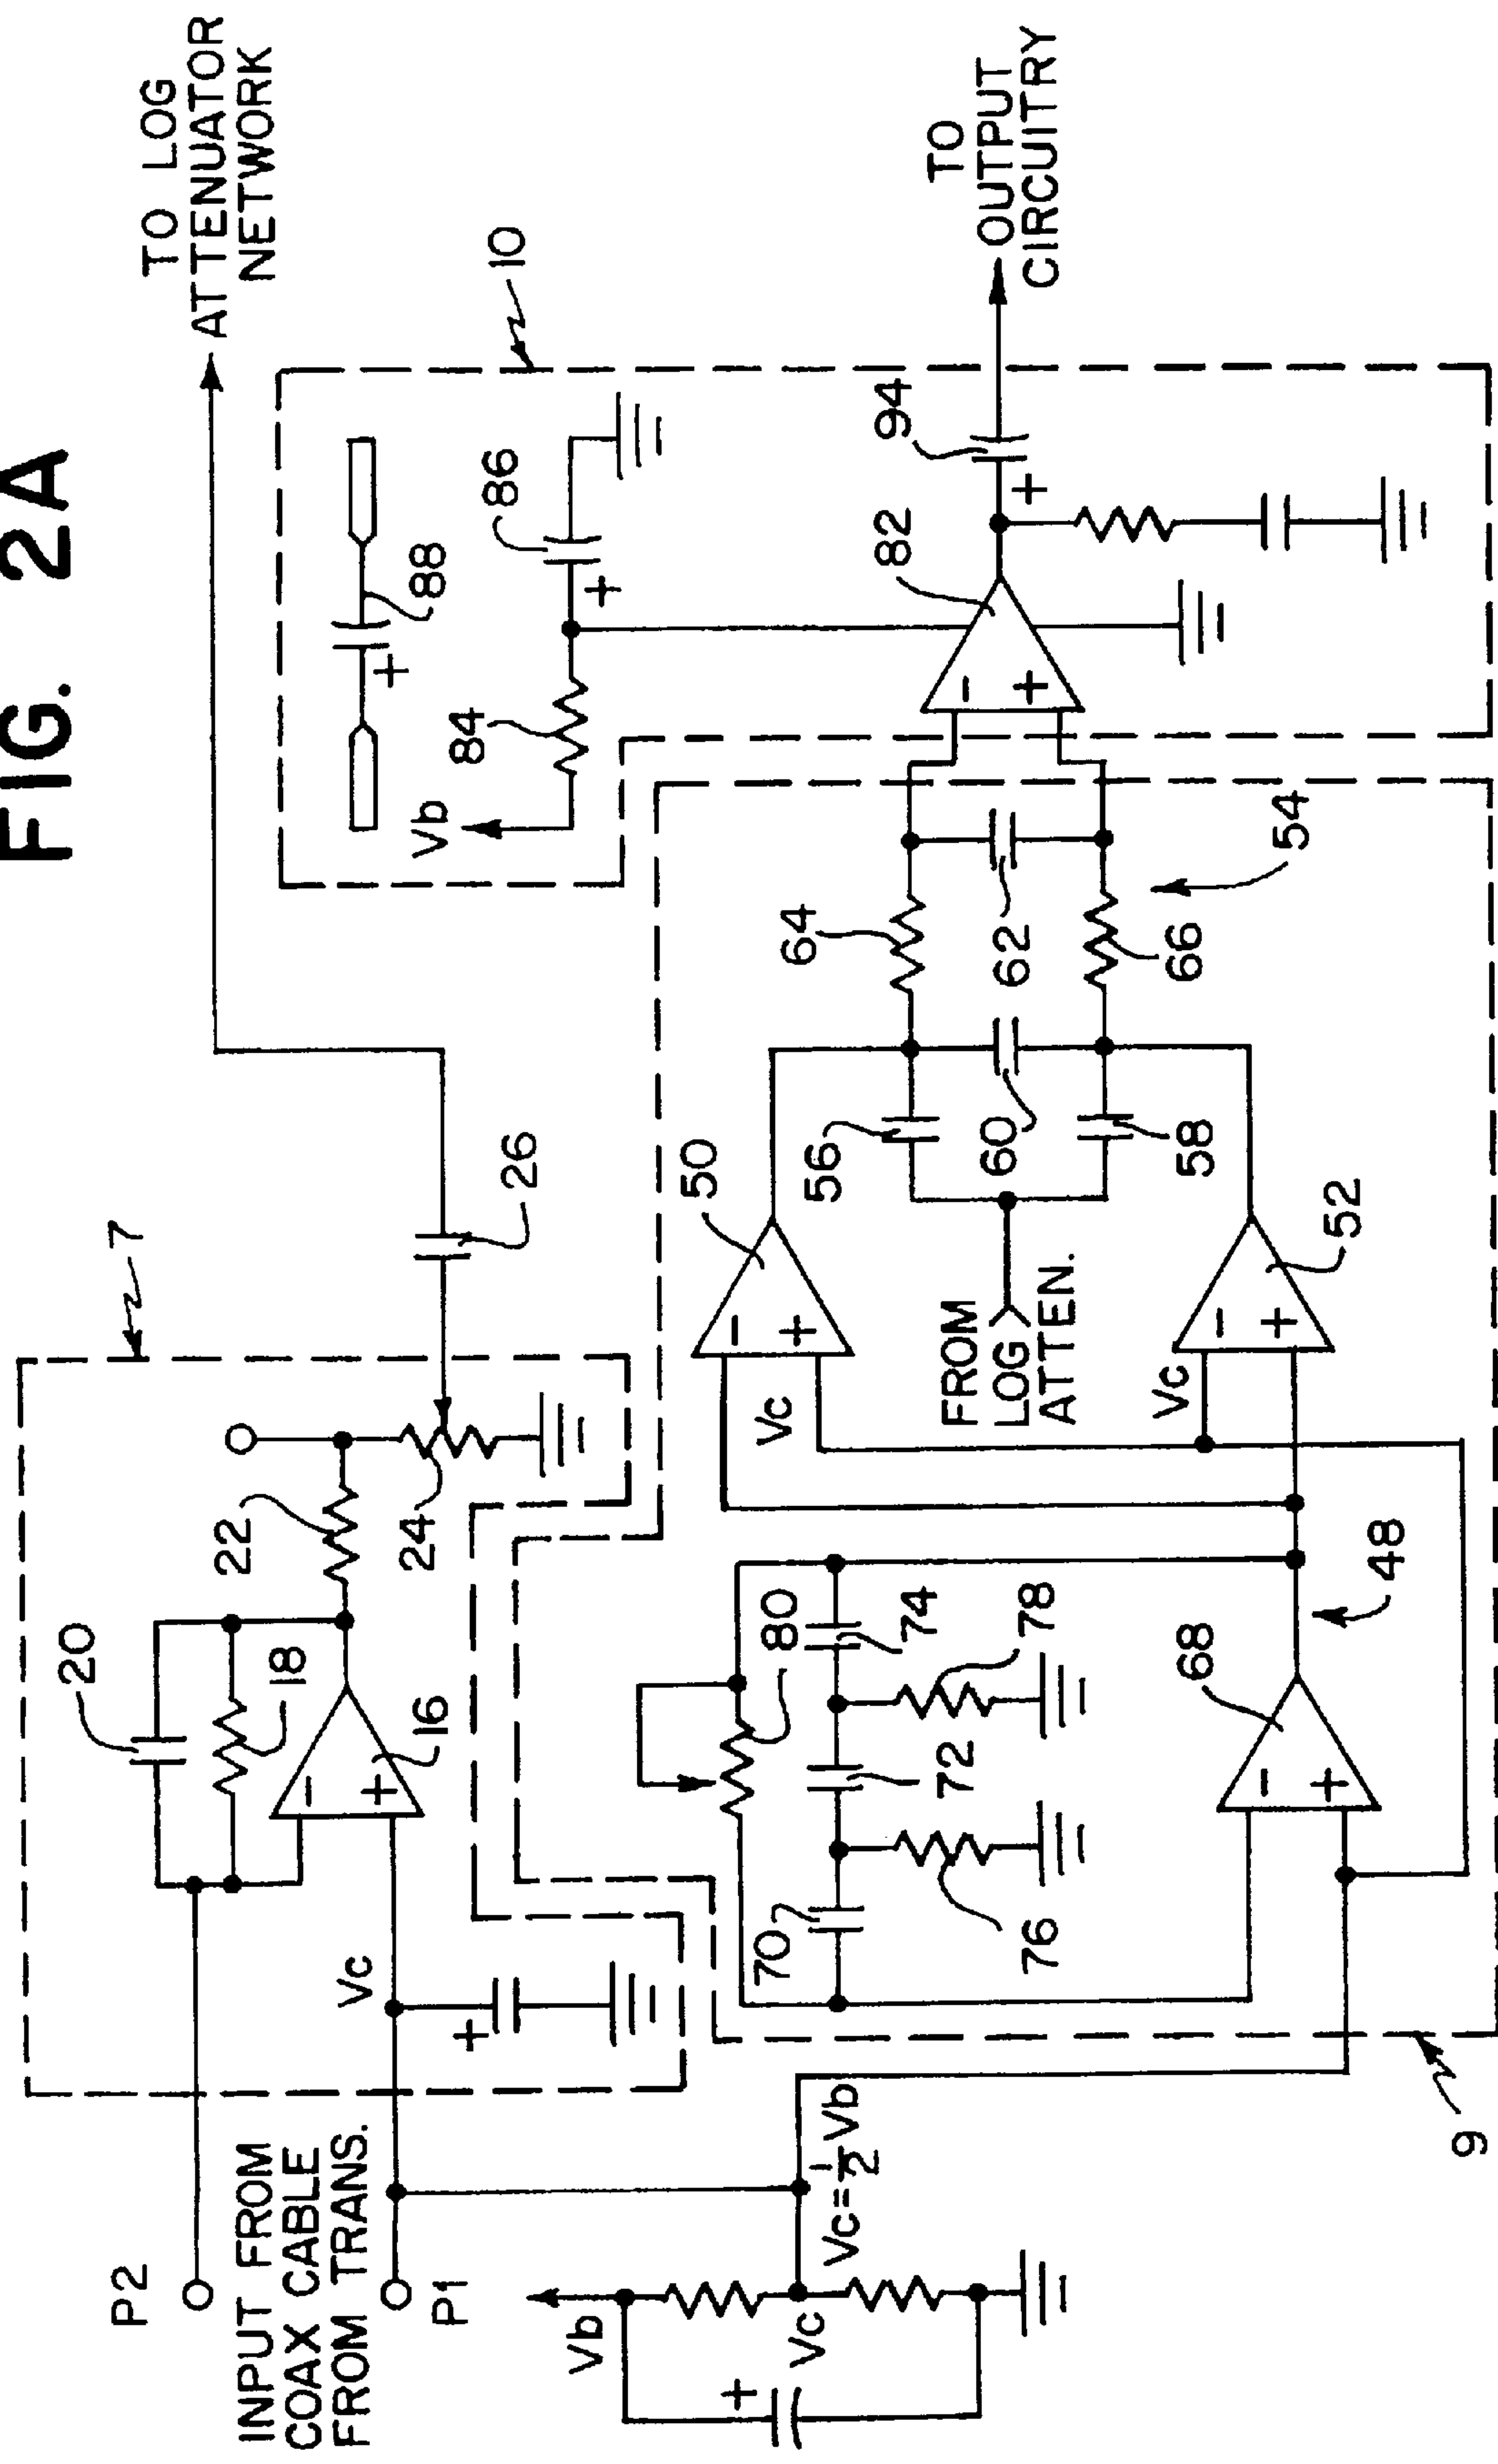 FIG. 2A
TO LOG
ATTENUATOR
NETWORK
7
20
18
16
22
24
26
Vc
+
-
+
P2
INPUT FROM
COAX CABLE
FROM TRANS.
P1
Vb
Vc
+
Vc=1/2 Vb
10
88
+
86
+
84
Vb
82
-
+
94
+
TO
OUTPUT
CIRCUITRY
50
-
+
Vc
52
-
+
Vc
FROM
LOG
ATTEN.
56
60
58
64
62
66
54
80
74
78
72
70
76
68
-
+
48
9